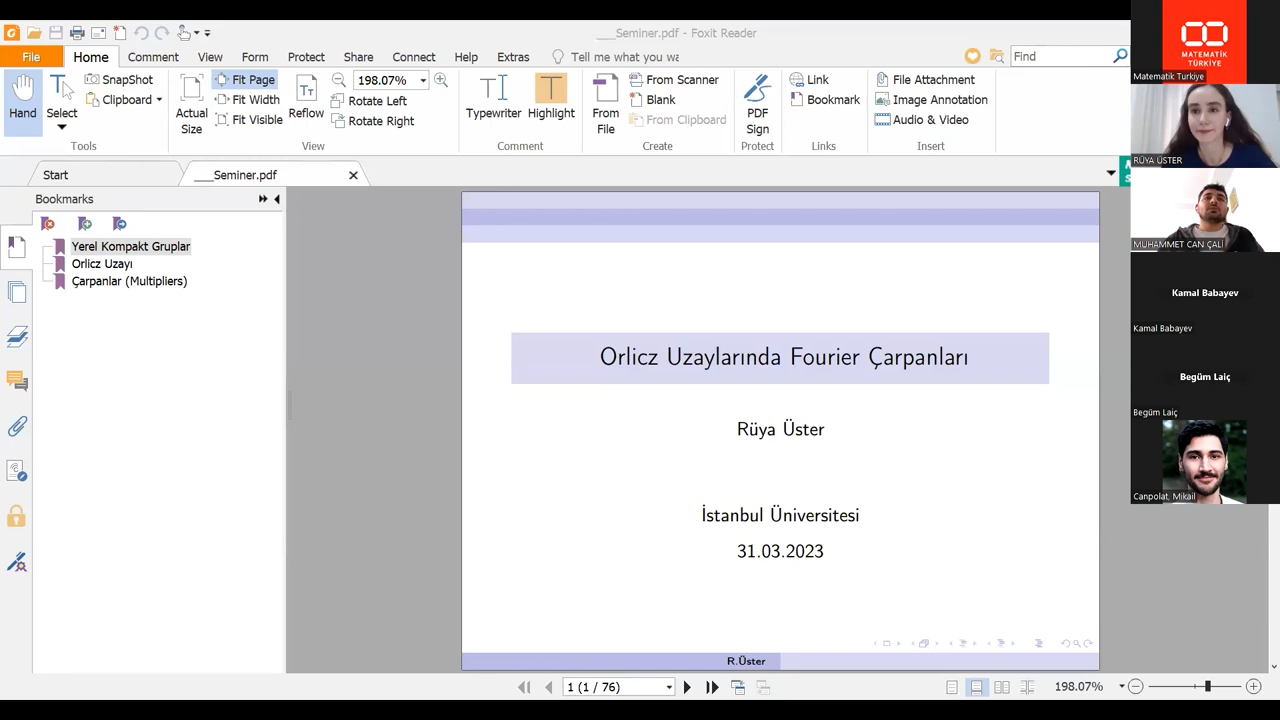 ___Seminer.pdf - Foxit Reader
File Home Comment View Form Protect Share Connect Help Extras Tell me what you wa
Find
Hand
Select
SnapShot
Clipboard
Tools
Actual Size
Fit Page
Fit Width
Fit Visible
Reflow
198.07%
Rotate Left
Rotate Right
View
Typewriter
Highlight
Comment
From File
From Scanner
Blank
From Clipboard
Create
PDF Sign
Protect
Link
Bookmark
Links
File Attachment
Image Annotation
Audio & Video
Insert
Start
___Seminer.pdf
Bookmarks
Yerel Kompakt Gruplar
Orlicz Uzayı
Çarpanlar (Multipliers)
Orlicz Uzaylarında Fourier Çarpanları
Rüya Üster
İstanbul Üniversitesi
31.03.2023
R.Üster
1 (1 / 76)
198.07%
MATEMATİK
TÜRKİYE
Matematik Turkiye
RÜYA ÜSTER
MUHAMMET CAN ÇALİ
Kamal Babayev
Kamal Babayev
Begüm Laiç
Begüm Laiç
Canpolat, Mikail